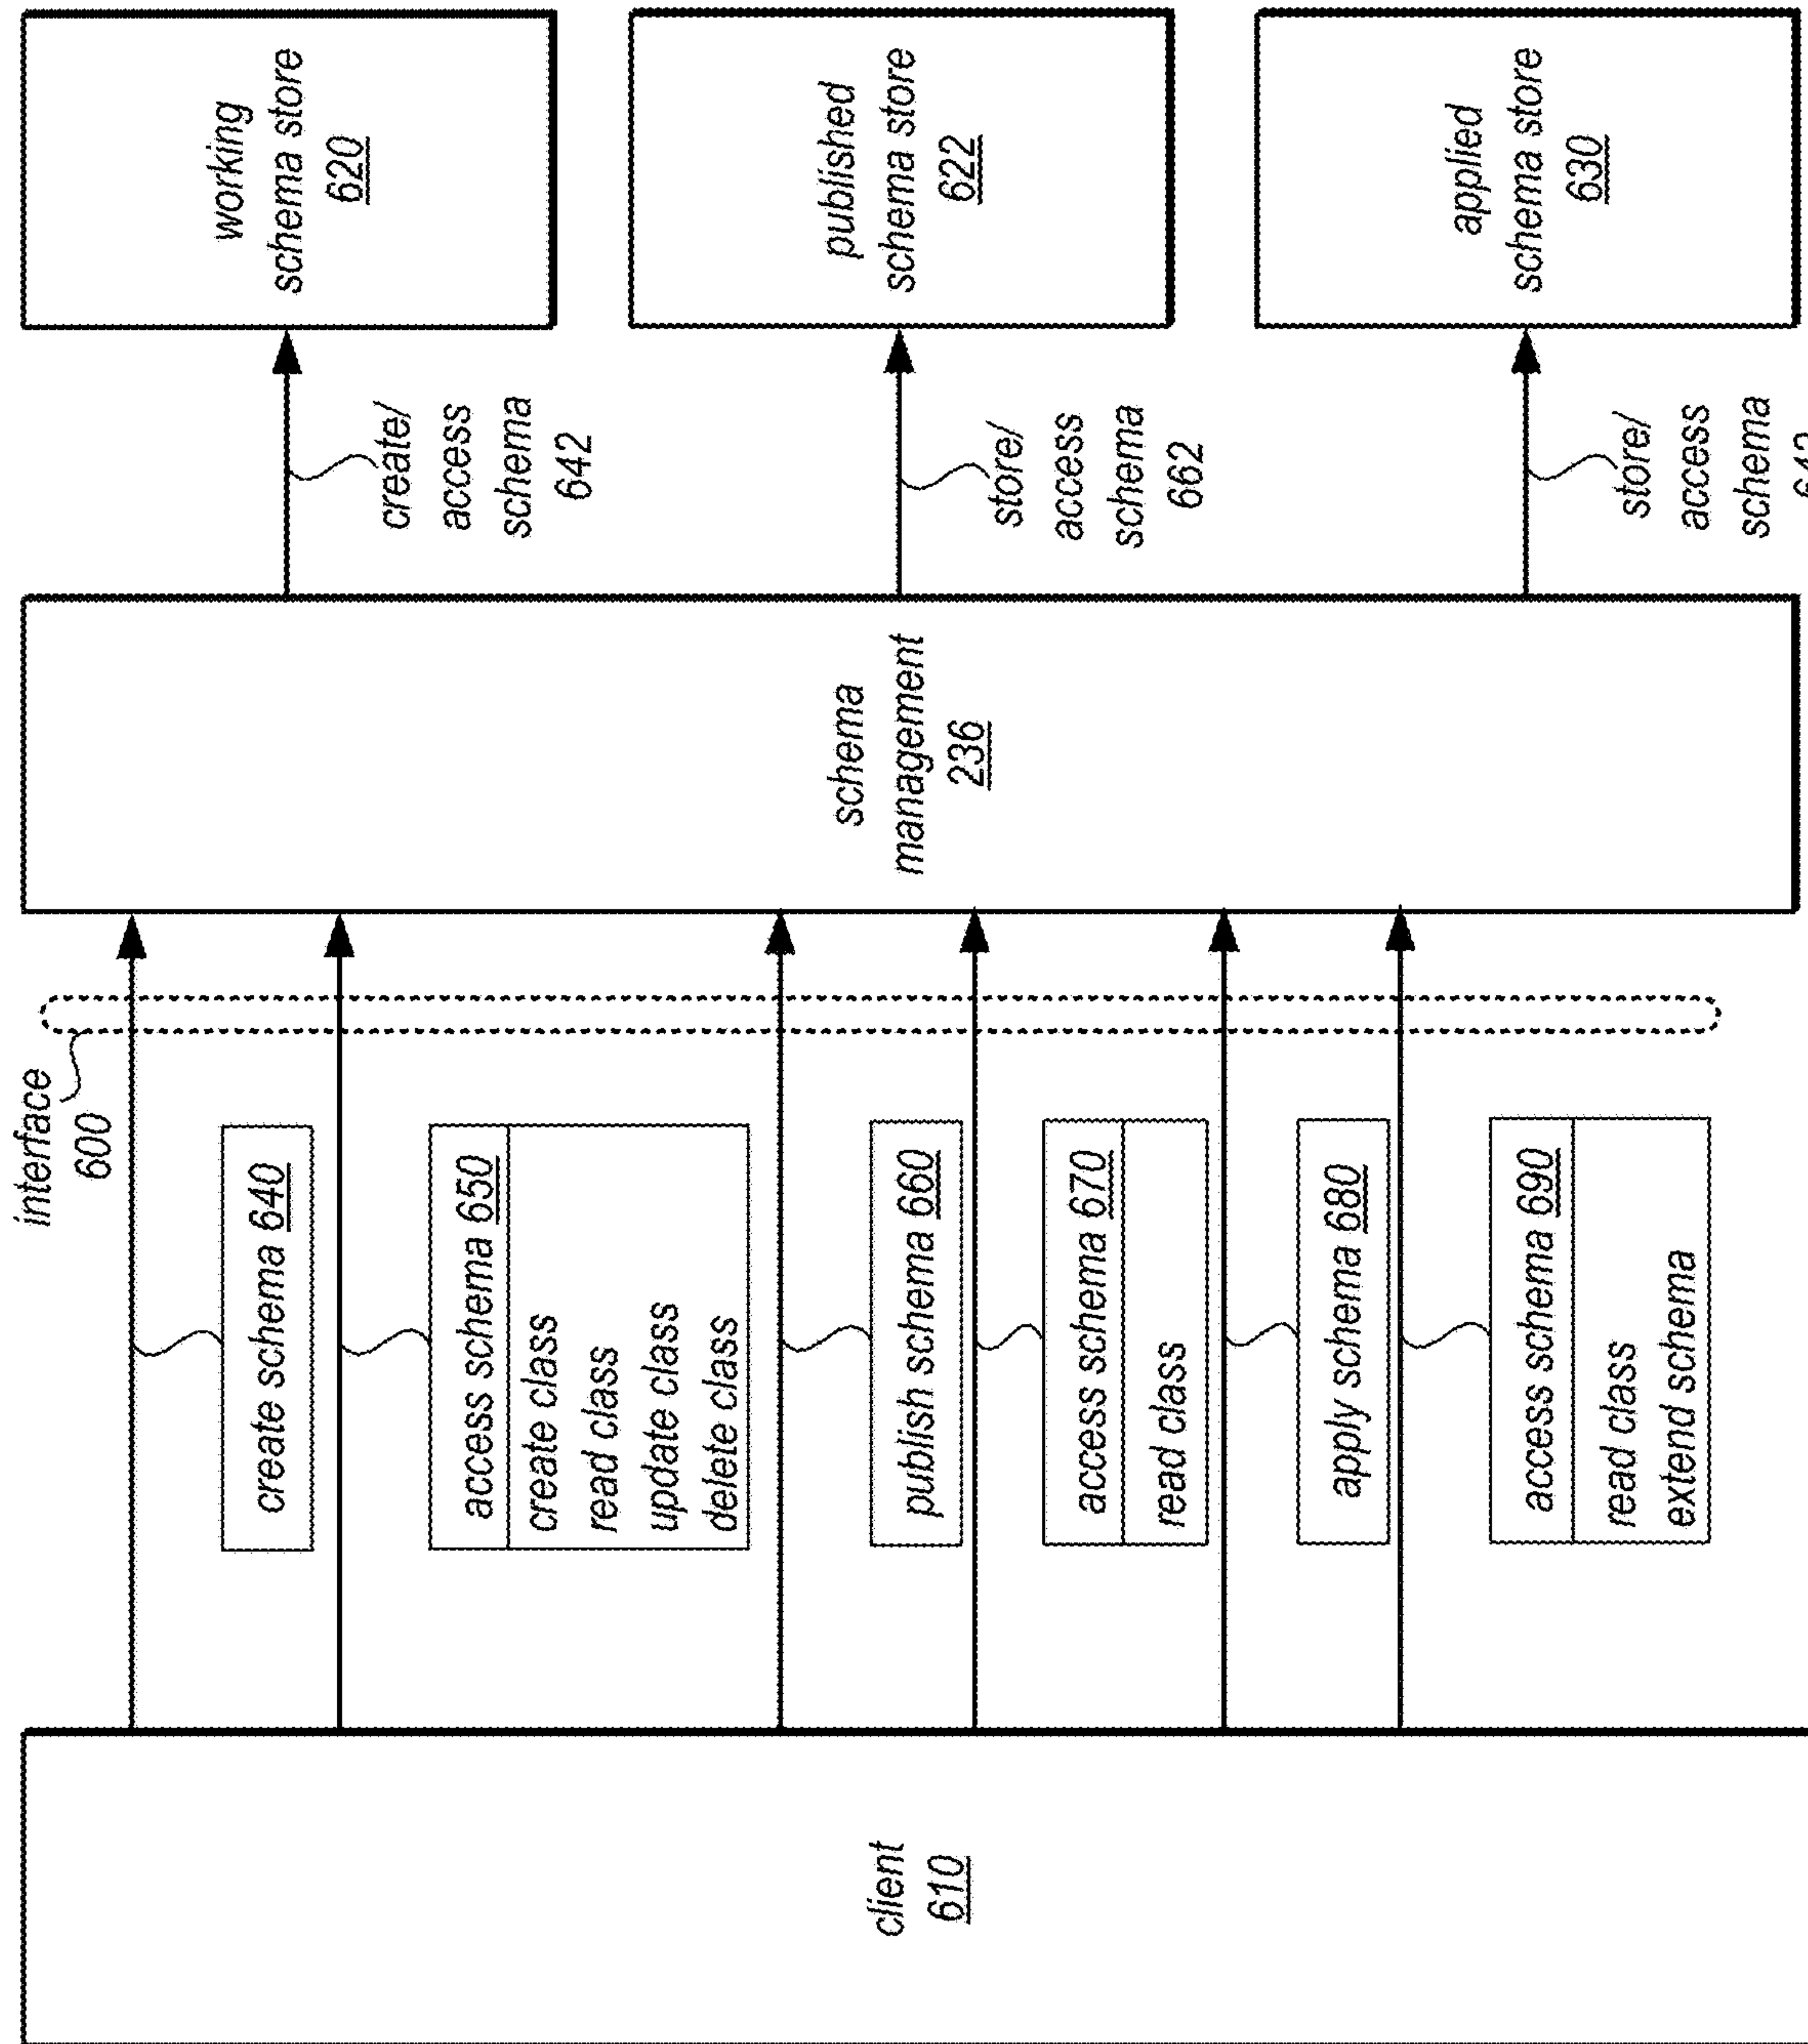 client
610
interface
600
create schema 640
access schema 650
create class
read class
update class
delete class
publish schema 660
access schema 670
read class
apply schema 680
access schema 690
read class
extend schema
schema
management
236
create/
access
schema
642
store/
access
schema
662
store/
access
schema
working
schema store
620
published
schema store
622
applied
schema store
630